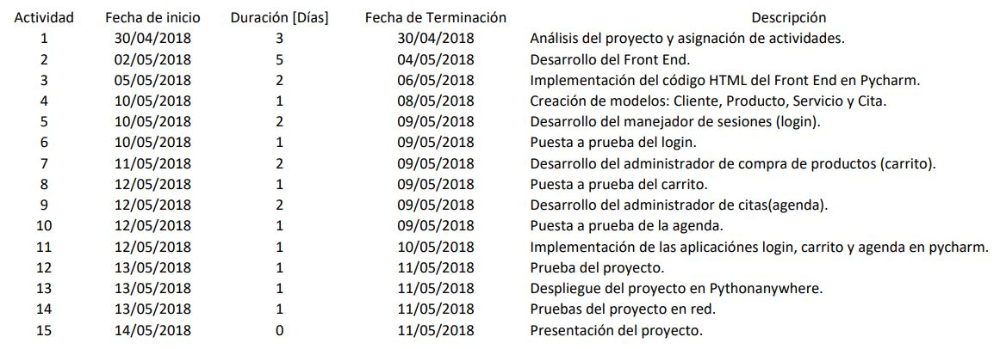 Actividad Fecha de inicio Duración [Días] Fecha de Terminación Descripción
1 30/04/2018 3 30/04/2018 Análisis del proyecto y asignación de actividades.
2 02/05/2018 5 04/05/2018 Desarrollo del Front End.
3 05/05/2018 2 06/05/2018 Implementación del código HTML del Front End en Pycharm.
4 10/05/2018 1 08/05/2018 Creación de modelos: Cliente, Producto, Servicio y Cita.
5 10/05/2018 2 09/05/2018 Desarrollo del manejador de sesiones (login).
6 10/05/2018 1 09/05/2018 Puesta a prueba del login.
7 11/05/2018 2 09/05/2018 Desarrollo del administrador de compra de productos (carrito).
8 12/05/2018 1 09/05/2018 Puesta a prueba del carrito.
9 12/05/2018 2 09/05/2018 Desarrollo del administrador de citas(agenda).
10 12/05/2018 1 09/05/2018 Puesta a prueba de la agenda.
11 12/05/2018 1 10/05/2018 Implementación de las aplicaciónes login, carrito y agenda en pycharm.
12 13/05/2018 1 11/05/2018 Prueba del proyecto.
13 13/05/2018 1 11/05/2018 Despliegue del proyecto en Pythonanywhere.
14 13/05/2018 1 11/05/2018 Pruebas del proyecto en red.
15 14/05/2018 0 11/05/2018 Presentación del proyecto.